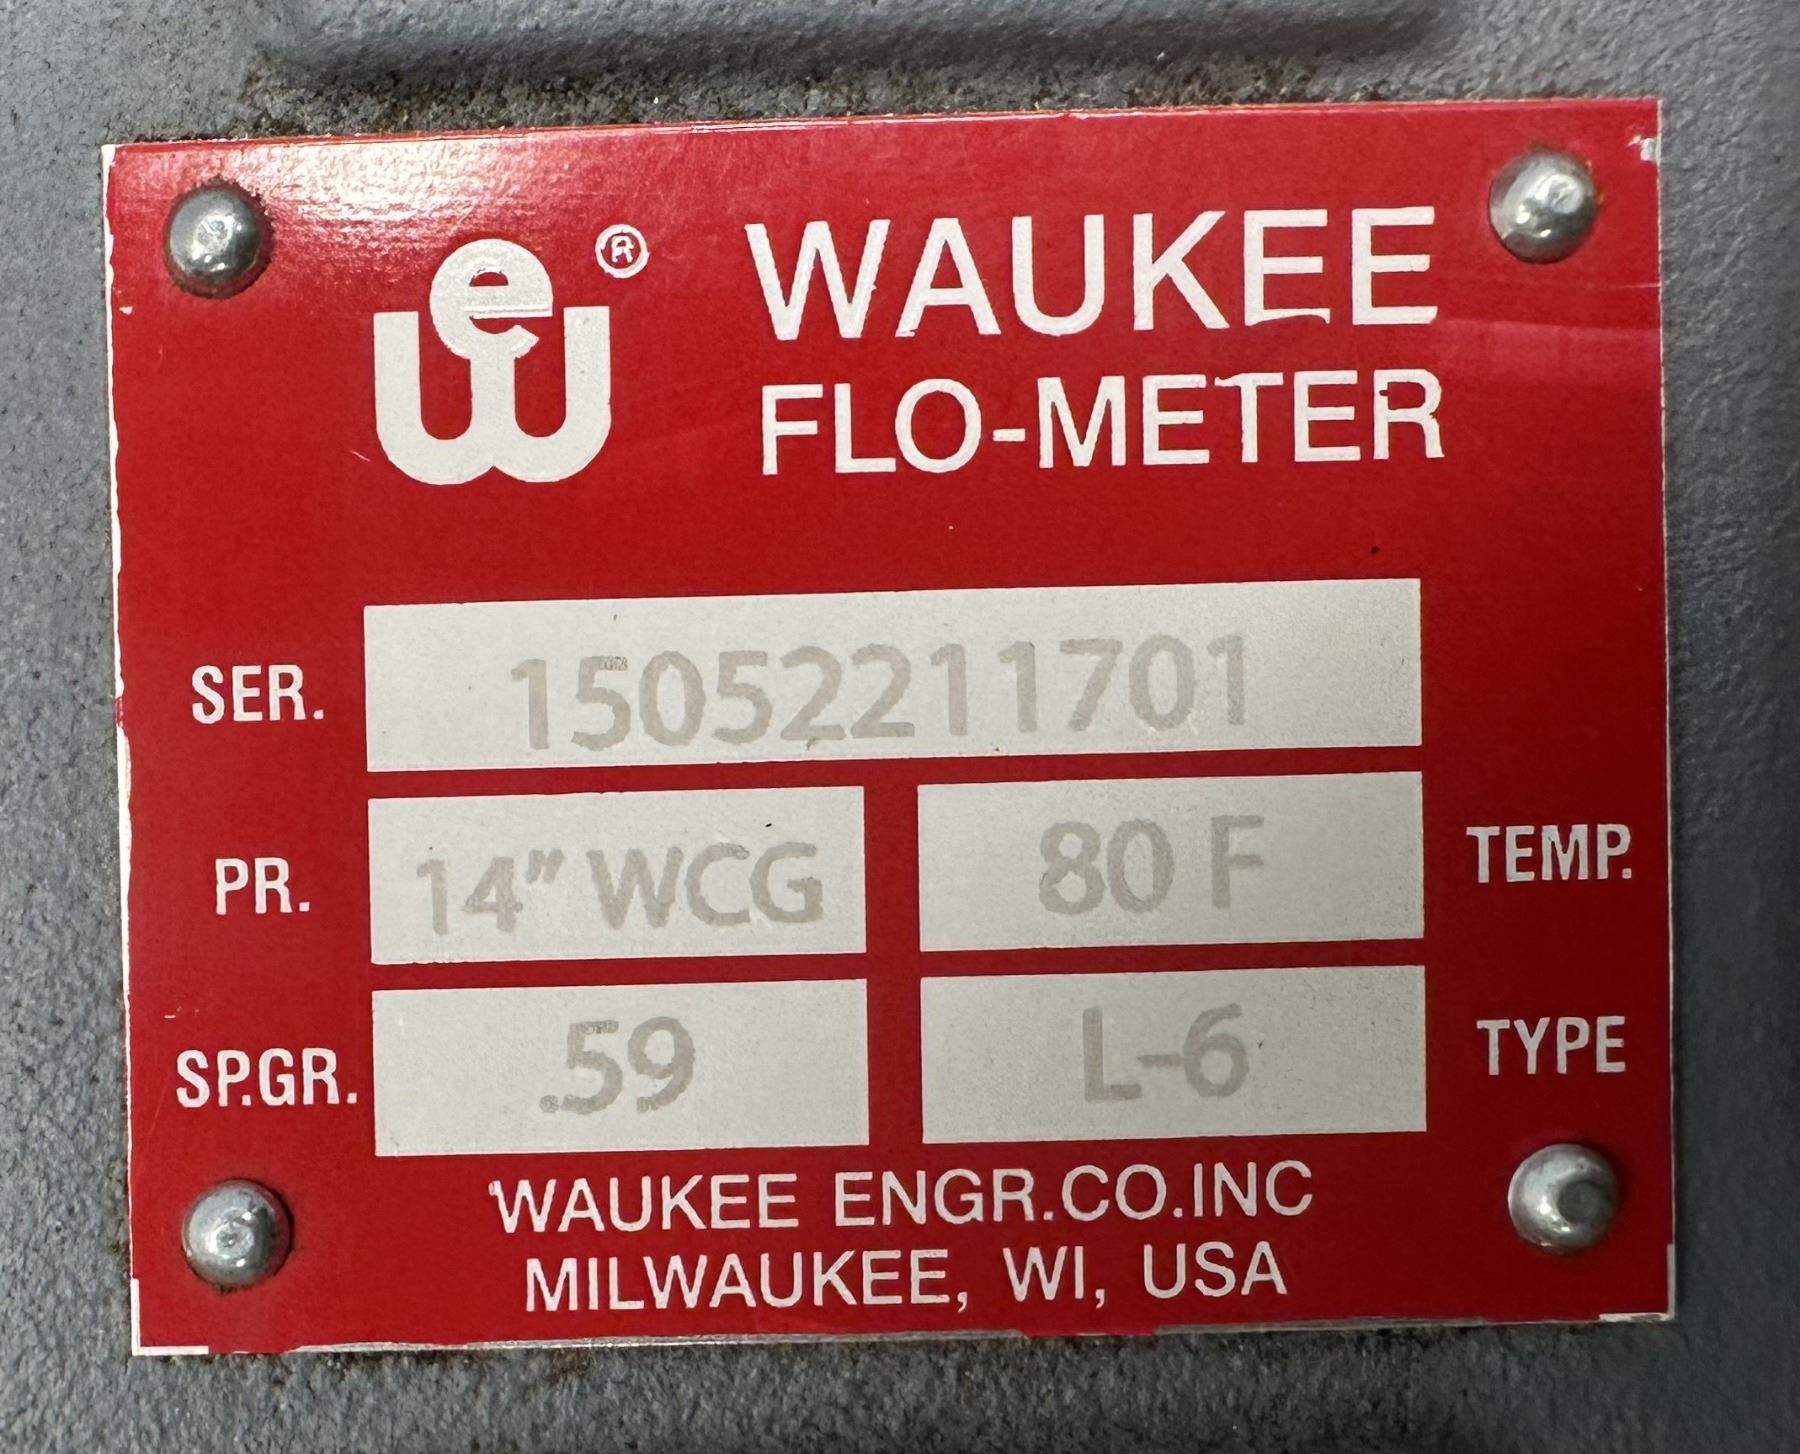 we ® WAUKEE
FLO-METER
SER. 15052211701
PR. 14" WCG 80 F TEMP.
SP.GR. .59 L-6 TYPE
WAUKEE ENGR.CO.INC
MILWAUKEE, WI, USA